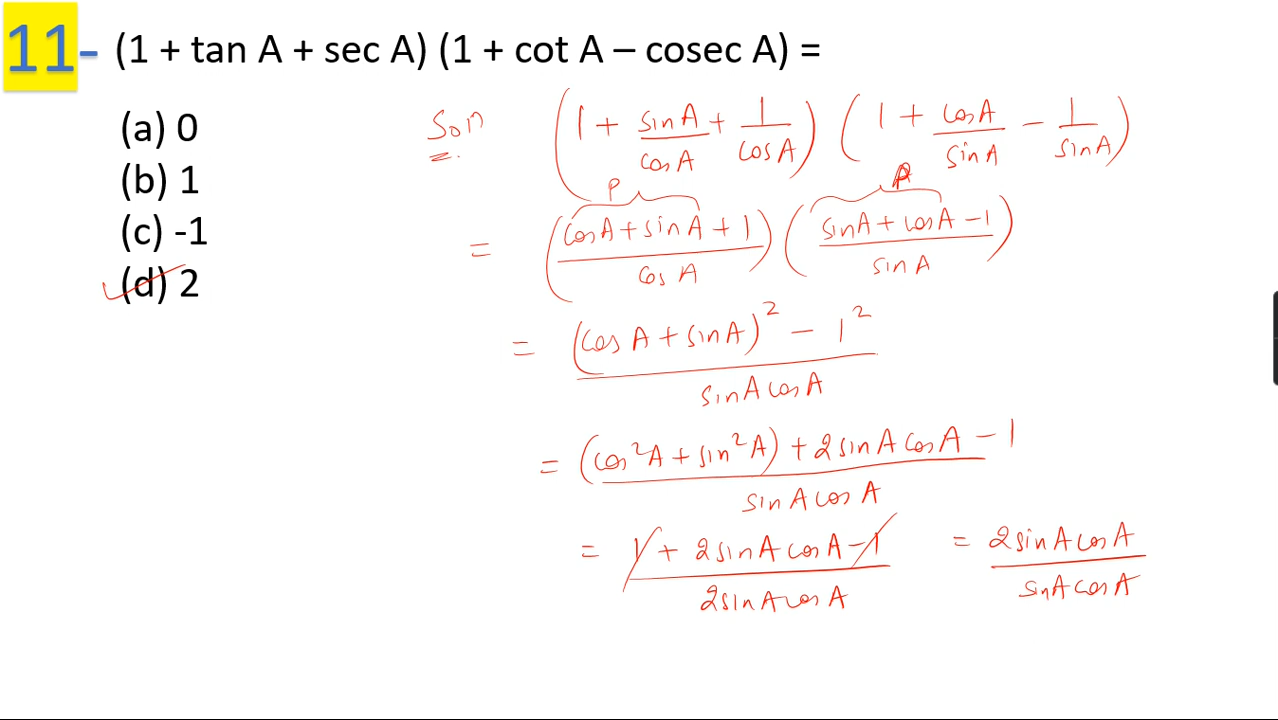 11- (1 + tan A + sec A) (1 + cot A – cosec A) =
(a) 0
(b) 1
(c) -1
(d) 2
Soln (1 + sinA/cosA + 1/cosA) (1 + cosA/sinA − 1/sinA)
P P
= ((cosA + sinA + 1)/cosA) ((sinA + cosA − 1)/sinA)
= ((cosA + sinA)² − 1²)/(sinA cosA)
= ((cos²A + sin²A) + 2sinA cosA − 1)/(sinA cosA)
= (1 + 2sinA cosA − 1)/(2sinA cosA) = (2sinA cosA)/(sinA cosA)